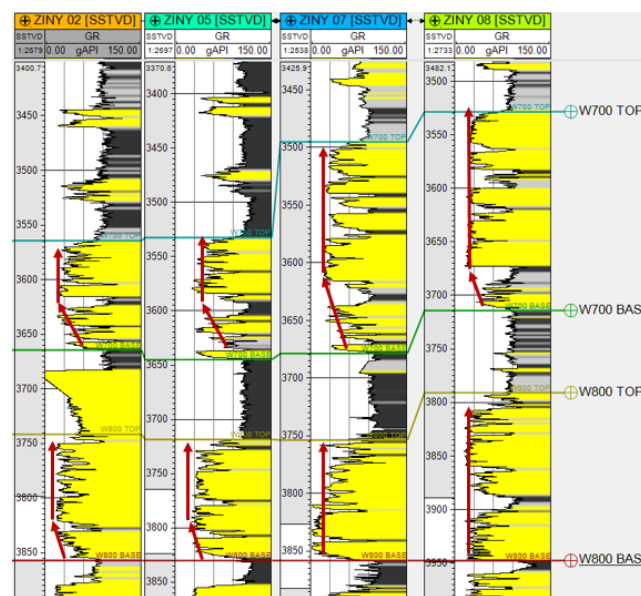 ZINY 02 [SSTVD] ZINY 05 [SSTVD] ZINY 07 [SSTVD] ZINY 08 [SSTVD]
SSTVD GR SSTVD GR SSTVD GR SSTVD GR
1:2679 0.00 gAPI 150.00 1:2697 0.00 gAPI 150.00 1:2538 0.00 gAPI 150.00 1:2733 0.00 gAPI 150.00
3400.7 3370.6 3425.9 3482.1
3450 3400 3450 3500
W700 TOP
3500 3450 3500 3550
W700 TOP W700 TOP W700 TOP W700 TOP
3550 3500 3550 3600
3600 3550 3600 3650
3650 3600 3650 3700
W700 BASE W700 BASE W700 BASE W700 BASE
W700 BAS
3700 3650 3700 3750
W800 TOP W800 TOP W800 TOP W800 TOP
W800 TOP
3750 3700 3750 3800
3800 3750 3800 3850
3850 3800 3850 3900
W800 BASE W800 BASE W800 BASE W800 BASE
W800 BAS
3850 3950